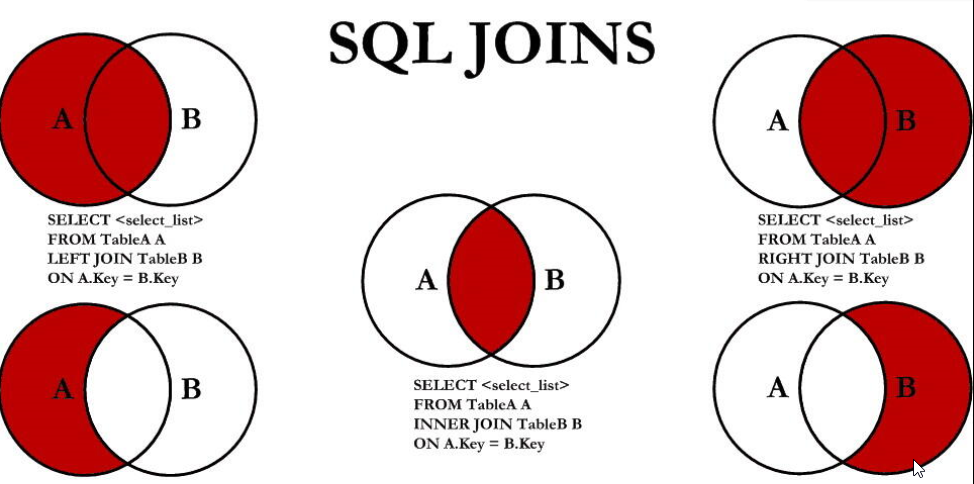 SQL JOINS
A B
SELECT <select_list>
FROM TableA A
LEFT JOIN TableB B
ON A.Key = B.Key
A B
SELECT <select_list>
FROM TableA A
RIGHT JOIN TableB B
ON A.Key = B.Key
A B
SELECT <select_list>
FROM TableA A
INNER JOIN TableB B
ON A.Key = B.Key
A B
A B